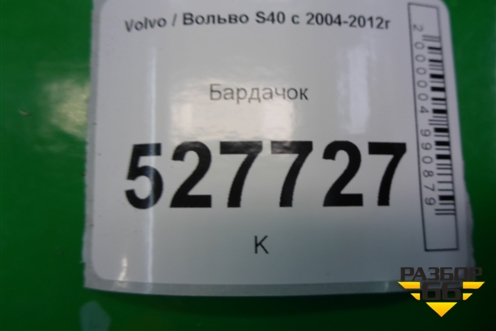 Volvo / Вольво S40 с 2004-2012г
Бардачок
527727
К
2000004990879
РАЗБОР
66